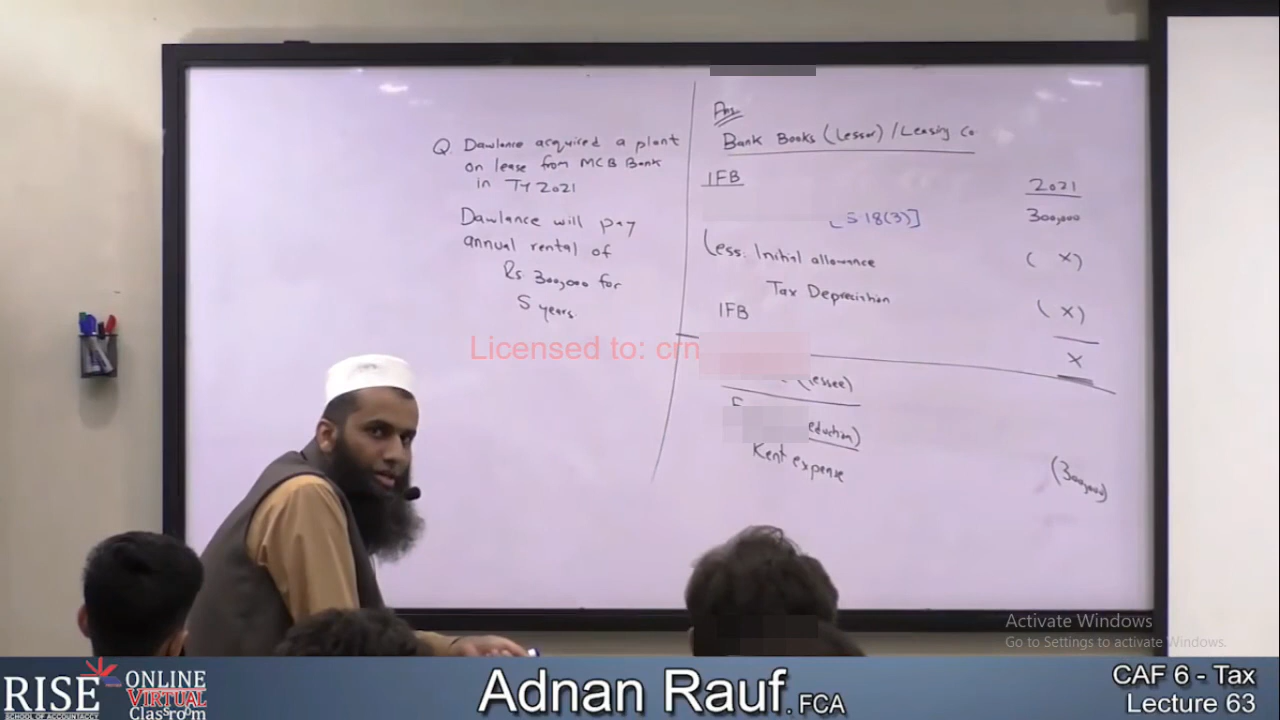 Q. Dawlance acquired a plant
on lease from MCB Bank
in TY 2021
Dawlance will pay
annual rental of
Rs 300,000 for
5 years.
Ans
Bank Books (Lesser) / Leasing Co
IFB
2021
[S 18(3)]
300,000
Less: Initial allowance
( X )
Tax Depreciation
( X )
IFB
X
(lessee)
eduction)
Rent expense
(300,000)
Licensed to: crn
Activate Windows
Go to Settings to activate Windows.
RISE
SCHOOL OF ACCOUNTANCY
ONLINE
VIRTUAL
Classroom
Adnan Rauf. FCA
CAF 6 - Tax
Lecture 63